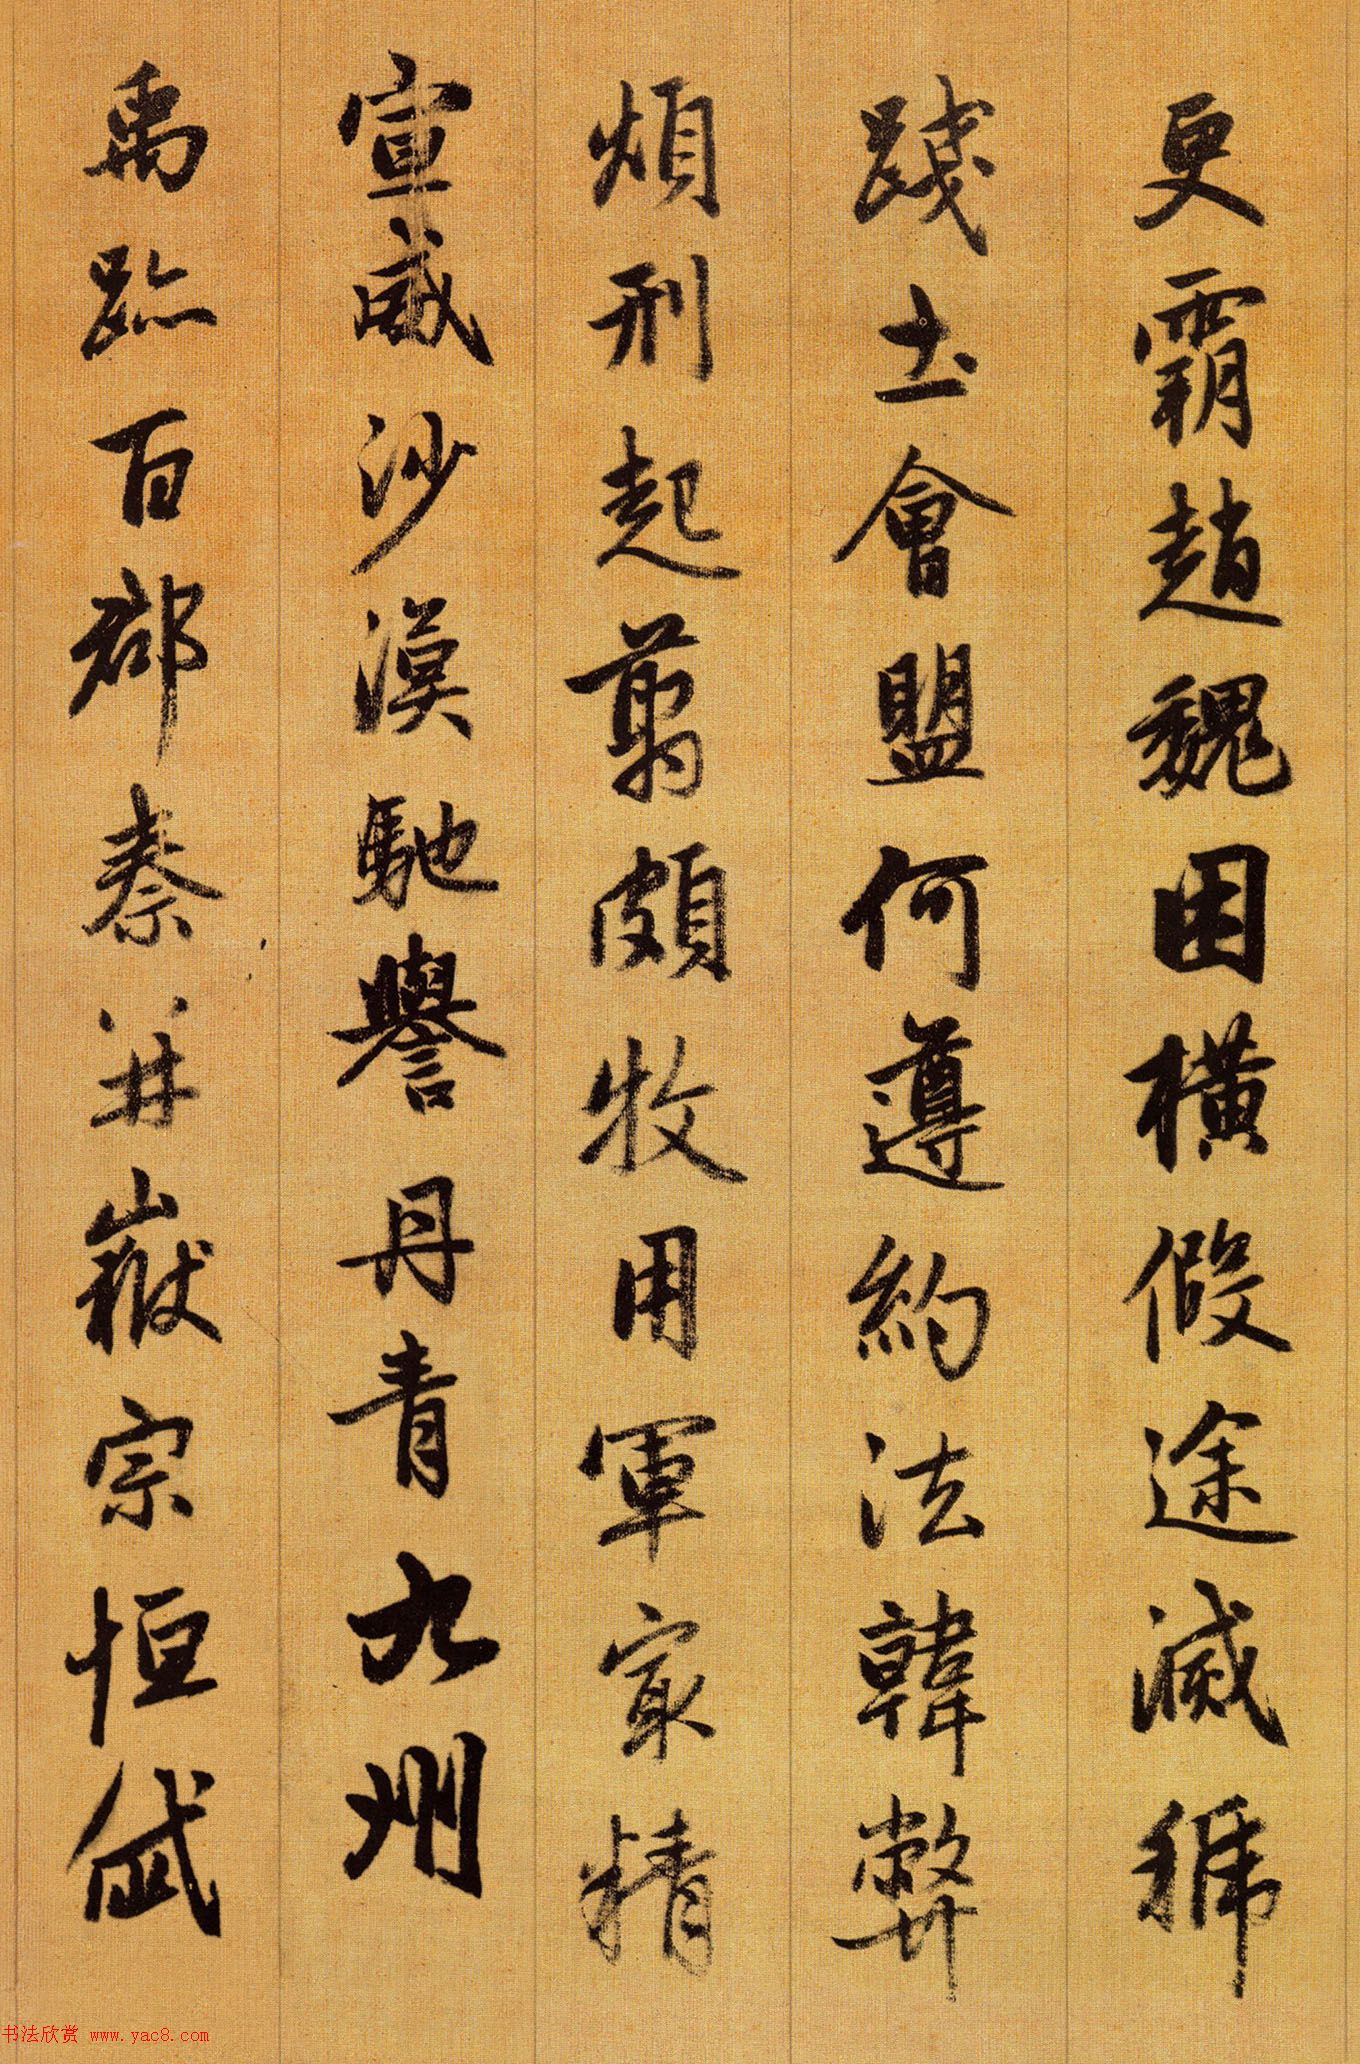 更霸趙魏困橫假途滅虢
踐土會盟何遵約法韓弊
煩刑起翦頗牧用軍冣精
宣威沙漠馳譽丹青九州
禹跡百郡秦并嶽宗恒岱
书法欣赏 www.yac8.com